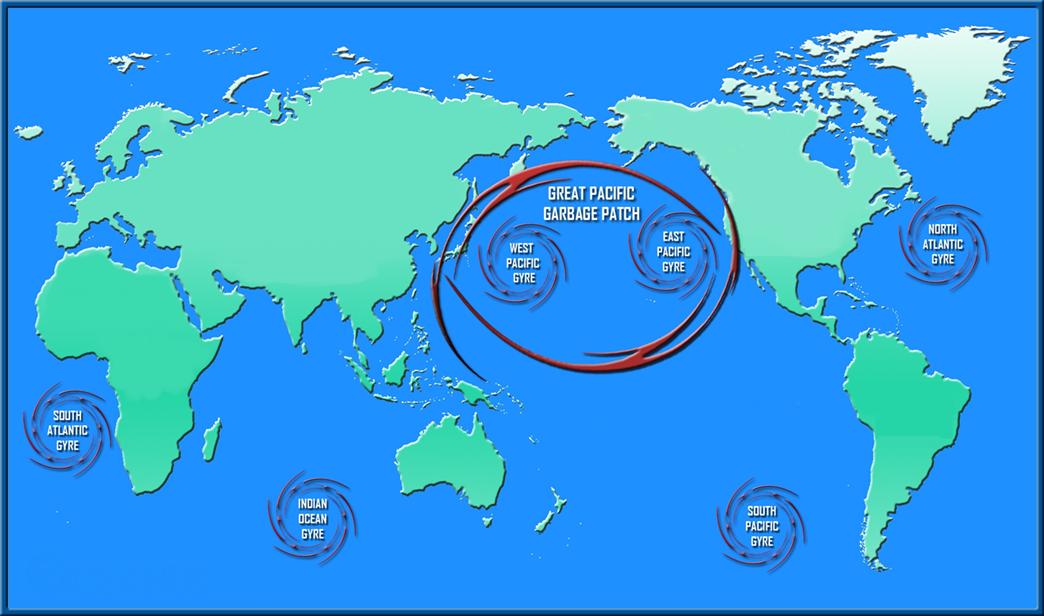 GREAT PACIFIC
GARBAGE PATCH
WEST
PACIFIC
GYRE
EAST
PACIFIC
GYRE
NORTH
ATLANTIC
GYRE
SOUTH
ATLANTIC
GYRE
INDIAN
OCEAN
GYRE
SOUTH
PACIFIC
GYRE